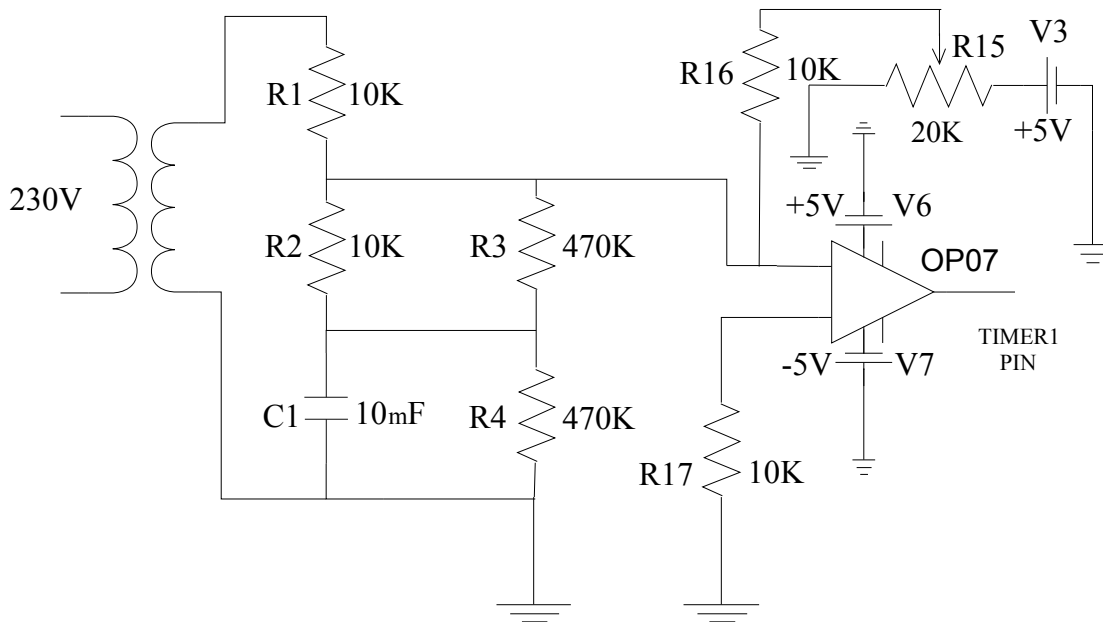 230V
R1 10K
R2 10K
R3 470K
C1 10mF
R4 470K
R16 10K
R15
20K
V3
+5V
+5V V6
OP07
-5V V7
TIMER1
PIN
R17 10K